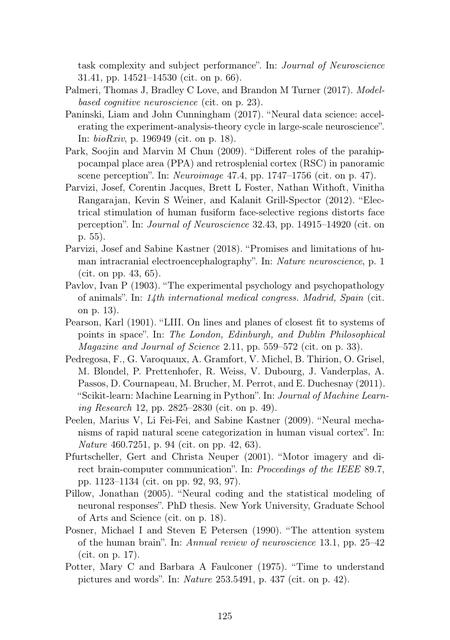 task complexity and subject performance”. In: Journal of Neuroscience
31.41, pp. 14521–14530 (cit. on p. 66).
Palmeri, Thomas J, Bradley C Love, and Brandon M Turner (2017). Model-
based cognitive neuroscience (cit. on p. 23).
Paninski, Liam and John Cunningham (2017). “Neural data science: accel-
erating the experiment-analysis-theory cycle in large-scale neuroscience”.
In: bioRxiv, p. 196949 (cit. on p. 18).
Park, Soojin and Marvin M Chun (2009). “Different roles of the parahip-
pocampal place area (PPA) and retrosplenial cortex (RSC) in panoramic
scene perception”. In: Neuroimage 47.4, pp. 1747–1756 (cit. on p. 47).
Parvizi, Josef, Corentin Jacques, Brett L Foster, Nathan Withoft, Vinitha
Rangarajan, Kevin S Weiner, and Kalanit Grill-Spector (2012). “Elec-
trical stimulation of human fusiform face-selective regions distorts face
perception”. In: Journal of Neuroscience 32.43, pp. 14915–14920 (cit. on
p. 55).
Parvizi, Josef and Sabine Kastner (2018). “Promises and limitations of hu-
man intracranial electroencephalography”. In: Nature neuroscience, p. 1
(cit. on pp. 43, 65).
Pavlov, Ivan P (1903). “The experimental psychology and psychopathology
of animals”. In: 14th international medical congress. Madrid, Spain (cit.
on p. 13).
Pearson, Karl (1901). “LIII. On lines and planes of closest fit to systems of
points in space”. In: The London, Edinburgh, and Dublin Philosophical
Magazine and Journal of Science 2.11, pp. 559–572 (cit. on p. 33).
Pedregosa, F., G. Varoquaux, A. Gramfort, V. Michel, B. Thirion, O. Grisel,
M. Blondel, P. Prettenhofer, R. Weiss, V. Dubourg, J. Vanderplas, A.
Passos, D. Cournapeau, M. Brucher, M. Perrot, and E. Duchesnay (2011).
“Scikit-learn: Machine Learning in Python”. In: Journal of Machine Learn-
ing Research 12, pp. 2825–2830 (cit. on p. 49).
Peelen, Marius V, Li Fei-Fei, and Sabine Kastner (2009). “Neural mecha-
nisms of rapid natural scene categorization in human visual cortex”. In:
Nature 460.7251, p. 94 (cit. on pp. 42, 63).
Pfurtscheller, Gert and Christa Neuper (2001). “Motor imagery and di-
rect brain-computer communication”. In: Proceedings of the IEEE 89.7,
pp. 1123–1134 (cit. on pp. 92, 93, 97).
Pillow, Jonathan (2005). “Neural coding and the statistical modeling of
neuronal responses”. PhD thesis. New York University, Graduate School
of Arts and Science (cit. on p. 18).
Posner, Michael I and Steven E Petersen (1990). “The attention system
of the human brain”. In: Annual review of neuroscience 13.1, pp. 25–42
(cit. on p. 17).
Potter, Mary C and Barbara A Faulconer (1975). “Time to understand
pictures and words”. In: Nature 253.5491, p. 437 (cit. on p. 42).
125